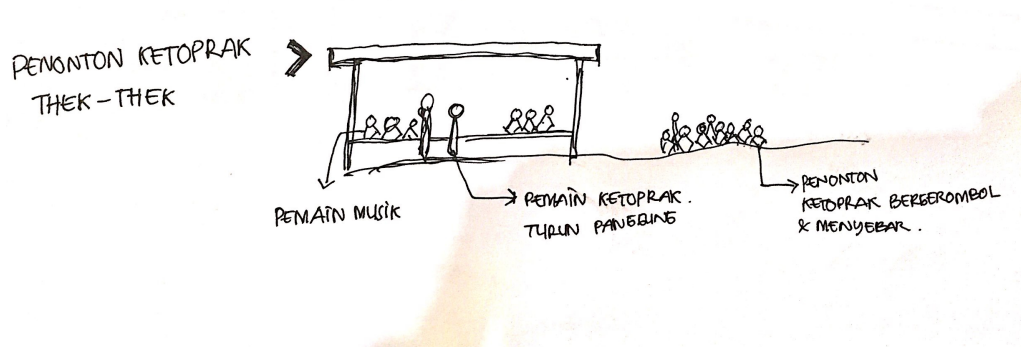 PENONTON KETOPRAK
THEK-THEK
PEMAIN MUSIK
PEMAIN KETOPRAK.
TURUN PANGGUNG
PENONTON
KETOPRAK BERGEROMBOL
& MENYEBAR.